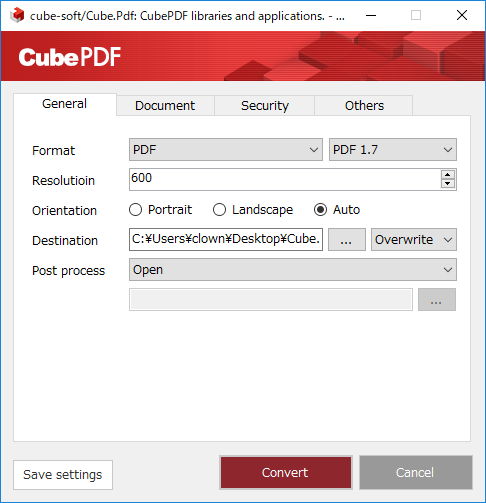 cube-soft/Cube.Pdf: CubePDF libraries and applications. - ...
CubePDF
General Document Security Others
Format PDF PDF 1.7
Resolutioin 600
Orientation Portrait Landscape Auto
Destination C:¥Users¥clown¥Desktop¥Cube. ... Overwrite
Post process Open
...
Save settings Convert Cancel